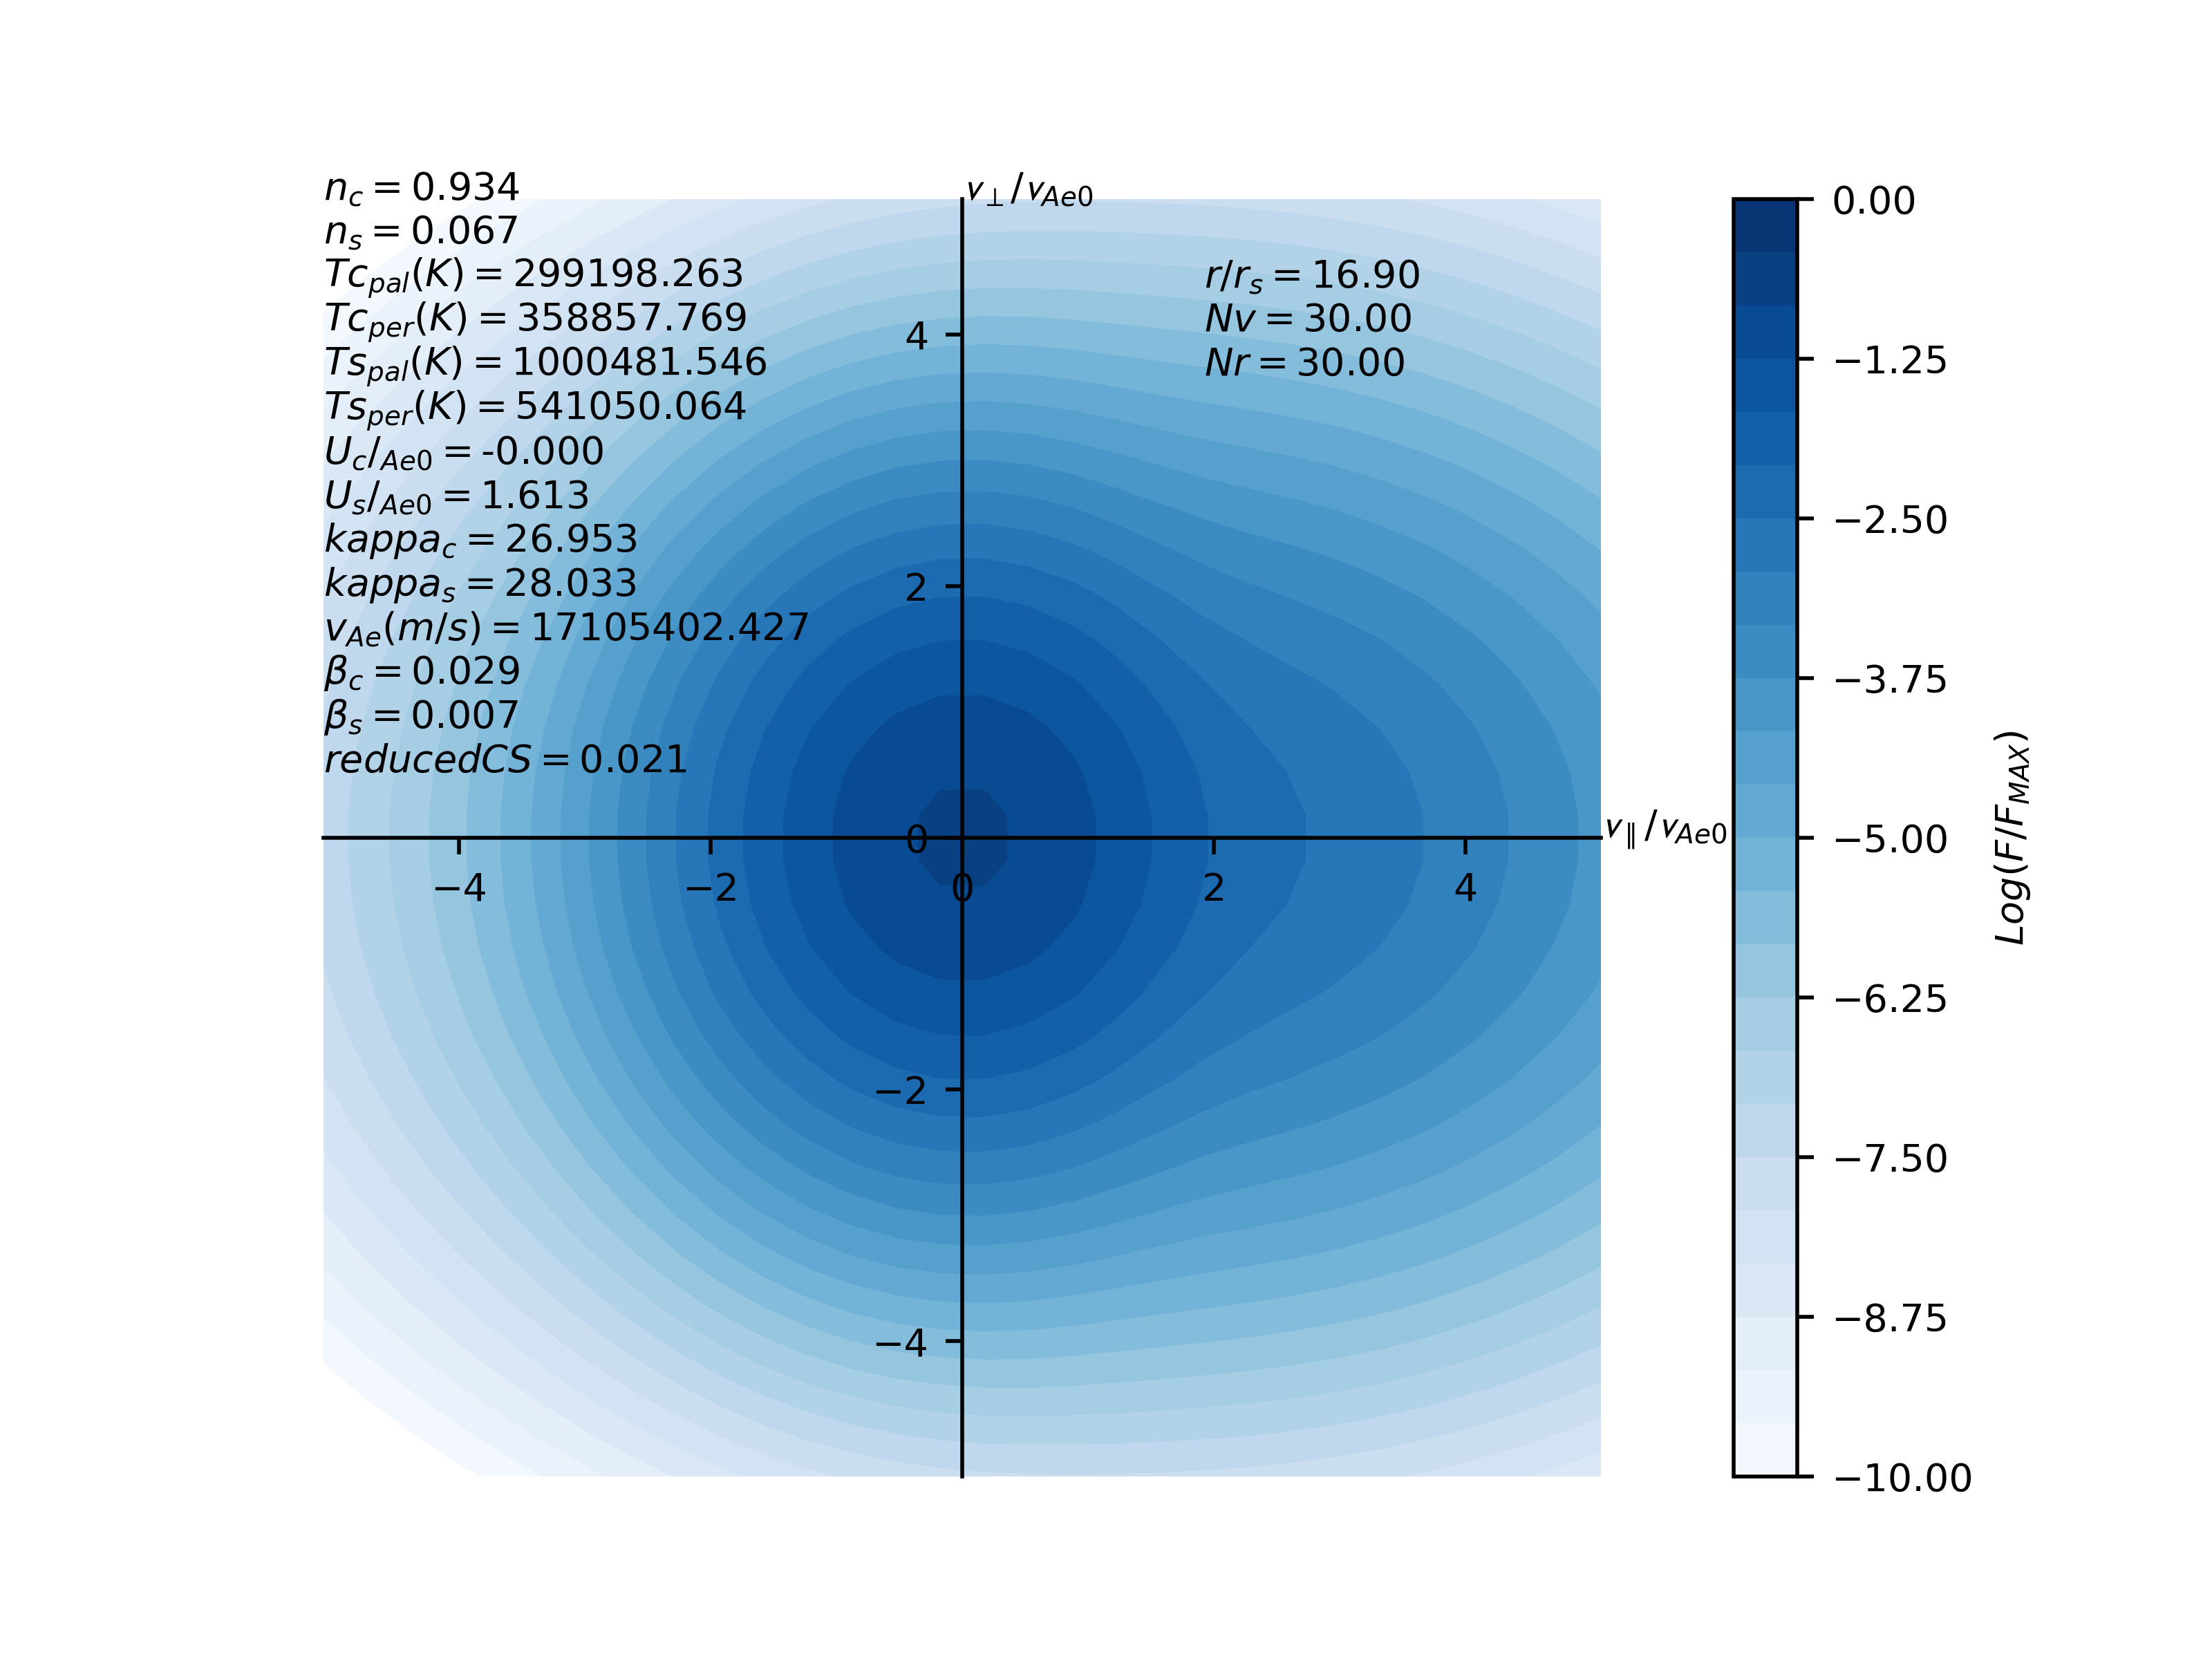 n_c = 0.934
n_s = 0.067
Tc_pal(K) = 299198.263
Tc_per(K) = 358857.769
Ts_pal(K) = 1000481.546
Ts_per(K) = 541050.064
U_c/_Ae0 = -0.000
U_s/_Ae0 = 1.613
kappa_c = 26.953
kappa_s = 28.033
v_Ae(m/s) = 17105402.427
β_c = 0.029
β_s = 0.007
reducedCS = 0.021
v_⊥/v_Ae0
r/r_s = 16.90
Nv = 30.00
Nr = 30.00
4
2
0
−2
−4
−4
−2
0
2
4
v_∥/v_Ae0
0.00
−1.25
−2.50
−3.75
−5.00
−6.25
−7.50
−8.75
−10.00
Log(F/F_MAX)